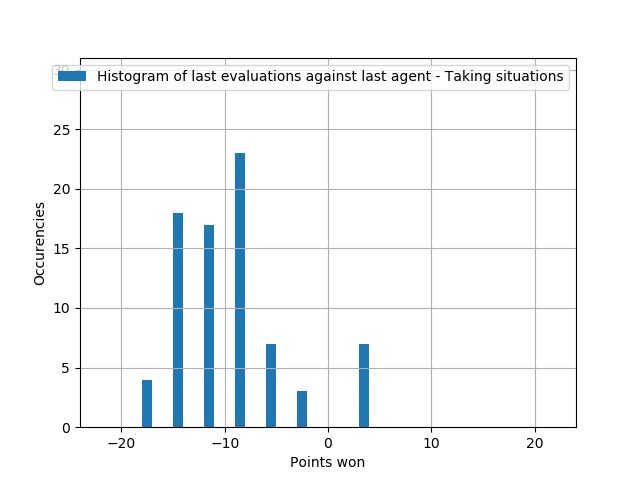 Histogram of last evaluations against last agent - Taking situations
30
25
20
15
10
5
0
Occurencies
−20 −10 0 10 20
Points won